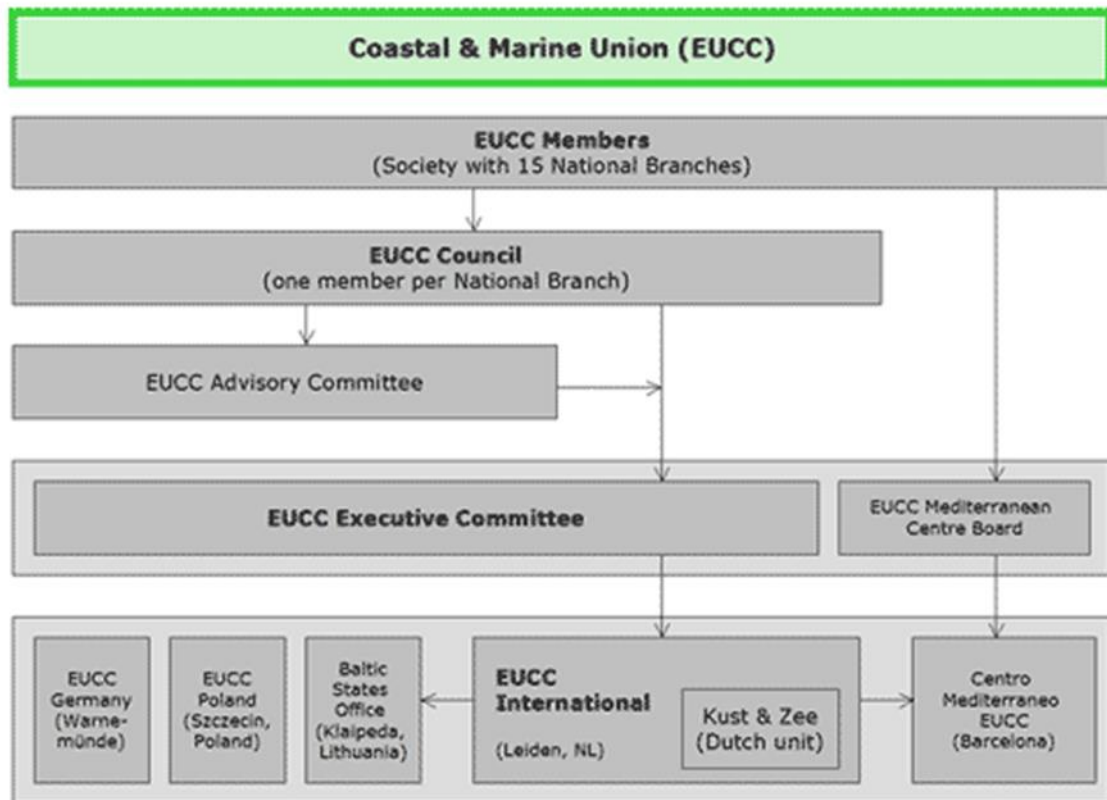 Coastal & Marine Union (EUCC)
EUCC Members
(Society with 15 National Branches)
EUCC Council
(one member per National Branch)
EUCC Advisory Committee
EUCC Executive Committee
EUCC Mediterranean
Centre Board
EUCC
Germany
(Warne-
münde)
EUCC
Poland
(Szczecin,
Poland)
Baltic
States
Office
(Klaipeda,
Lithuania)
EUCC
International
(Leiden, NL)
Kust & Zee
(Dutch unit)
Centro
Mediterraneo
EUCC
(Barcelona)